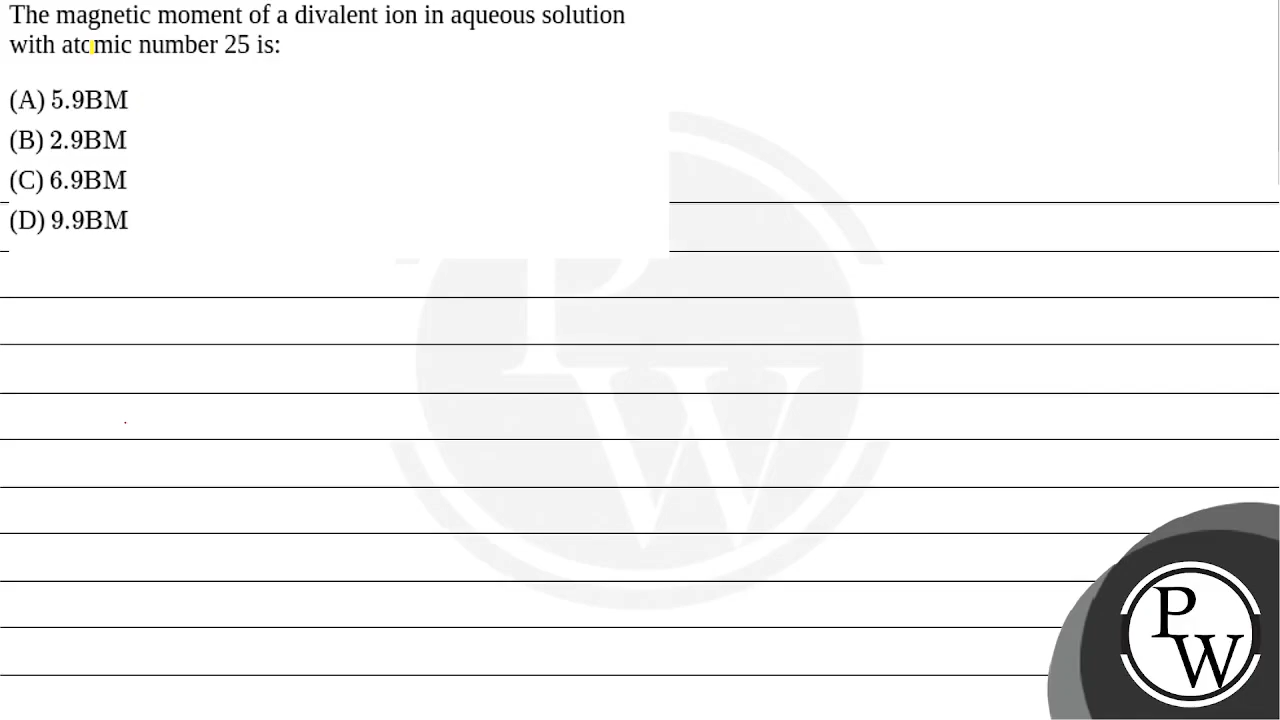 The magnetic moment of a divalent ion in aqueous solution
with atomic number 25 is:
(A) 5.9BM
(B) 2.9BM
(C) 6.9BM
(D) 9.9BM
P
W
P
W